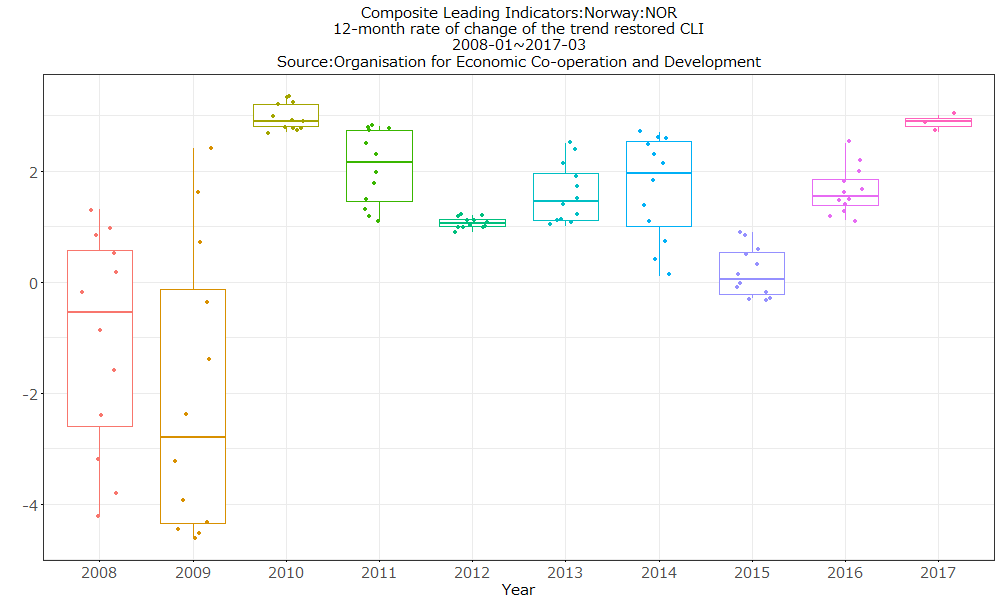 Composite Leading Indicators:Norway:NOR
12-month rate of change of the trend restored CLI
2008-01~2017-03
Source:Organisation for Economic Co-operation and Development
2
0
-2
-4
2008 2009 2010 2011 2012 2013 2014 2015 2016 2017
Year